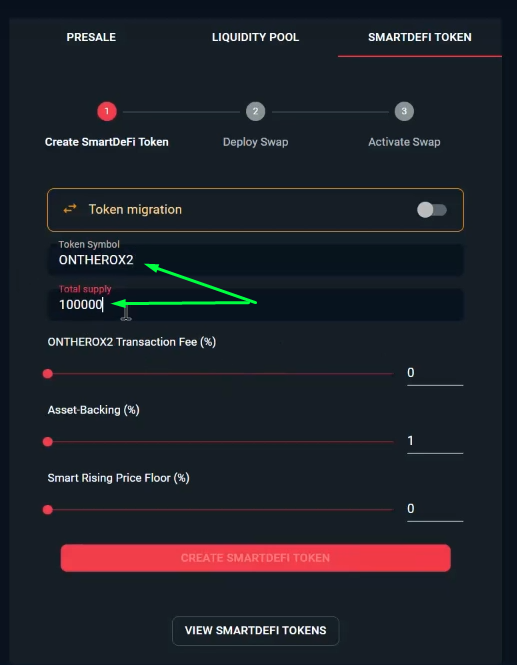 PRESALE LIQUIDITY POOL SMARTDEFI TOKEN
1 2 3
Create SmartDeFi Token Deploy Swap Activate Swap
Token migration
Token Symbol
ONTHEROX2
Total supply
100000
ONTHEROX2 Transaction Fee (%)
0
Asset-Backing (%)
1
Smart Rising Price Floor (%)
0
CREATE SMARTDEFI TOKEN
VIEW SMARTDEFI TOKENS